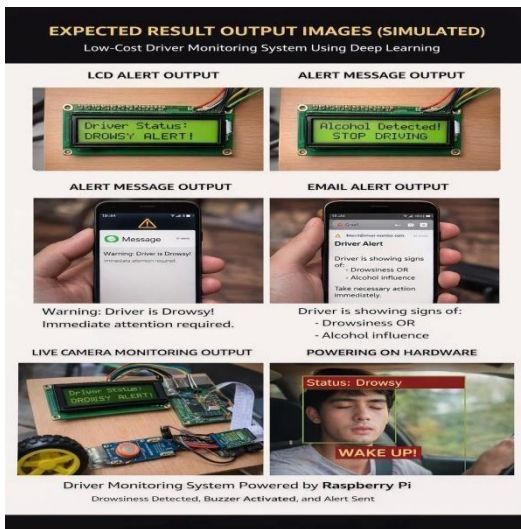 EXPECTED RESULT OUTPUT IMAGES (SIMULATED)
Low-Cost Driver Monitoring System Using Deep Learning
LCD ALERT OUTPUT
Driver Status:
DROWSY ALERT!
ALERT MESSAGE OUTPUT
Alcohol Detected!
STOP DRIVING
ALERT MESSAGE OUTPUT
Message
Warning: Driver is Drowsy!
Immediate attention required.
Warning: Driver is Drowsy!
Immediate attention required.
EMAIL ALERT OUTPUT
Driver Alert
Driver is showing signs
of:
- Drowsiness OR
- Alcohol Influence
Take necessary action
immediately.
Driver is showing signs of:
- Drowsiness OR
- Alcohol influence
LIVE CAMERA MONITORING OUTPUT
Driver Status:
DROWSY ALERT!
POWERING ON HARDWARE
Status: Drowsy
WAKE UP!
Driver Monitoring System Powered by Raspberry Pi
Drowsiness Detected, Buzzer Activated, and Alert Sent